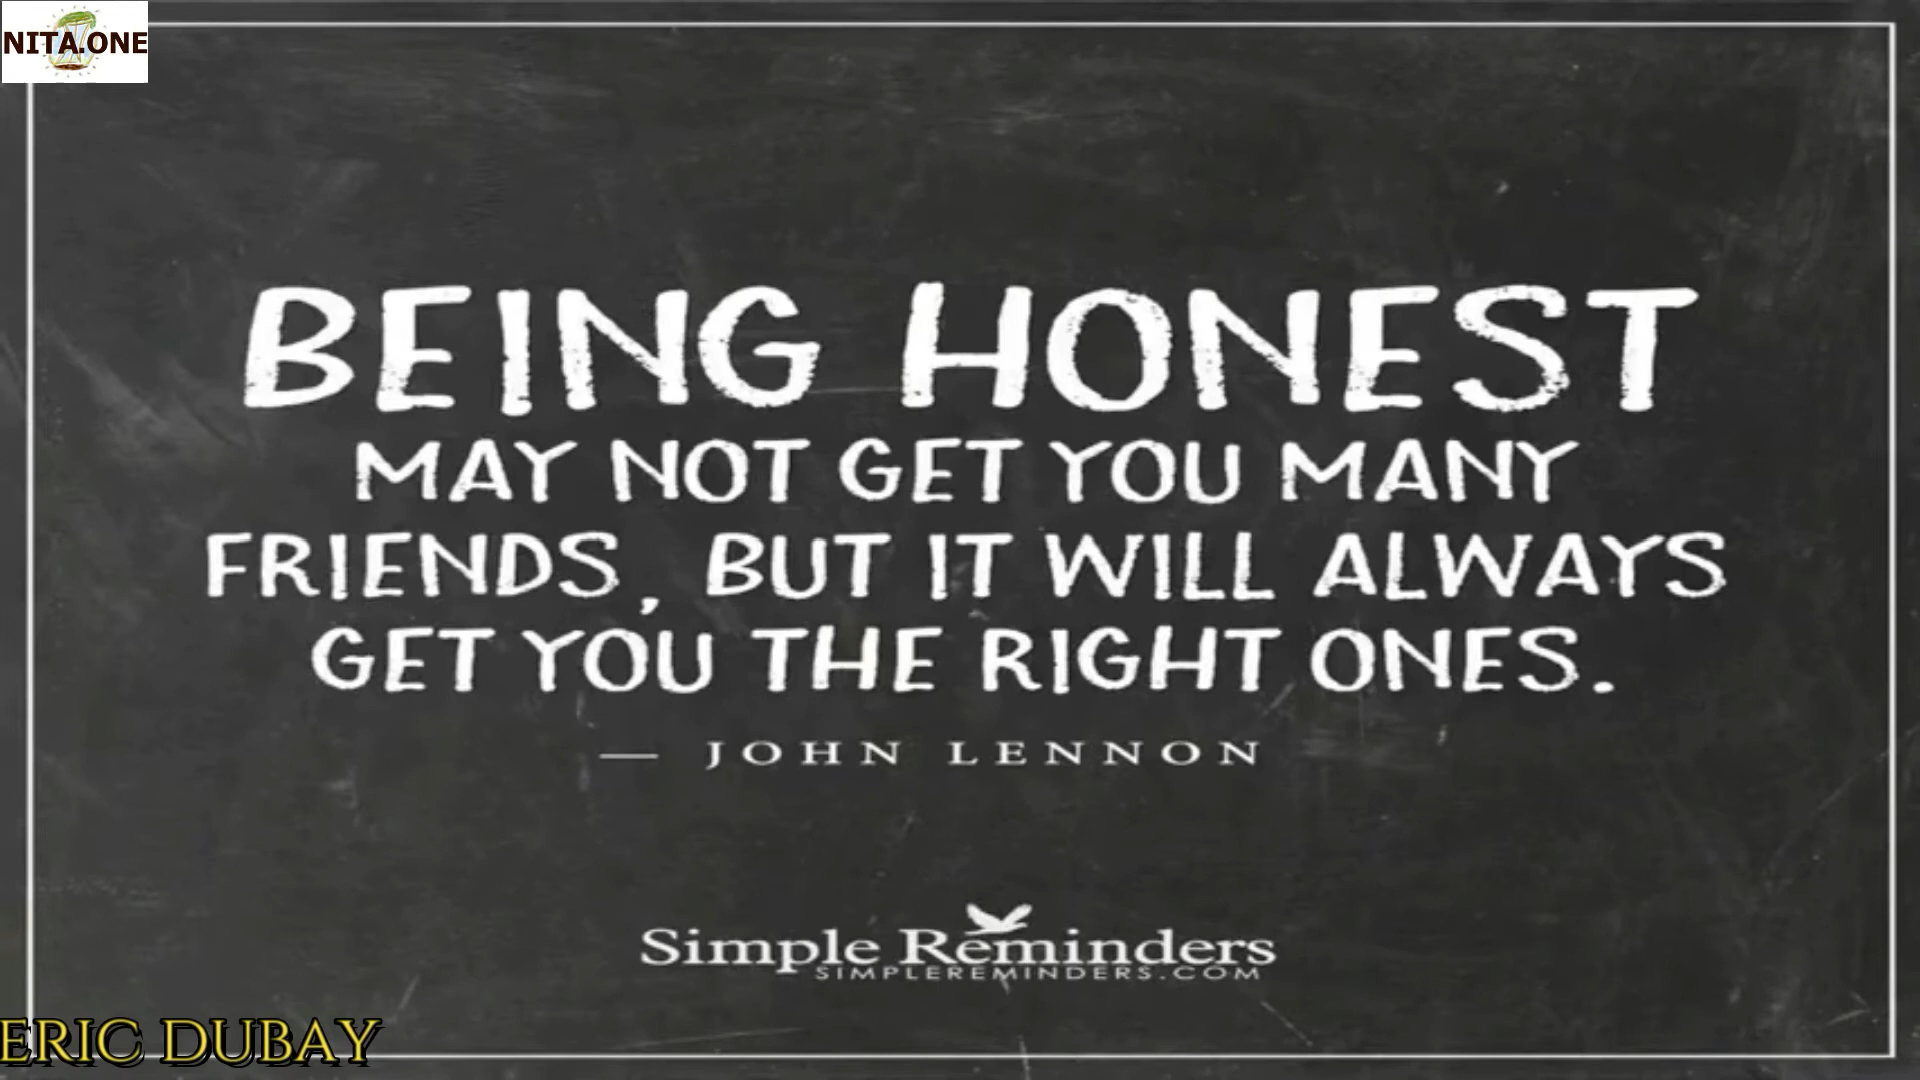 NITA.ONE
BEING HONEST
MAY NOT GET YOU MANY
FRIENDS, BUT IT WILL ALWAYS
GET YOU THE RIGHT ONES.
— JOHN LENNON
Simple Reminders
SIMPLEREMINDERS.COM
ERIC DUBAY